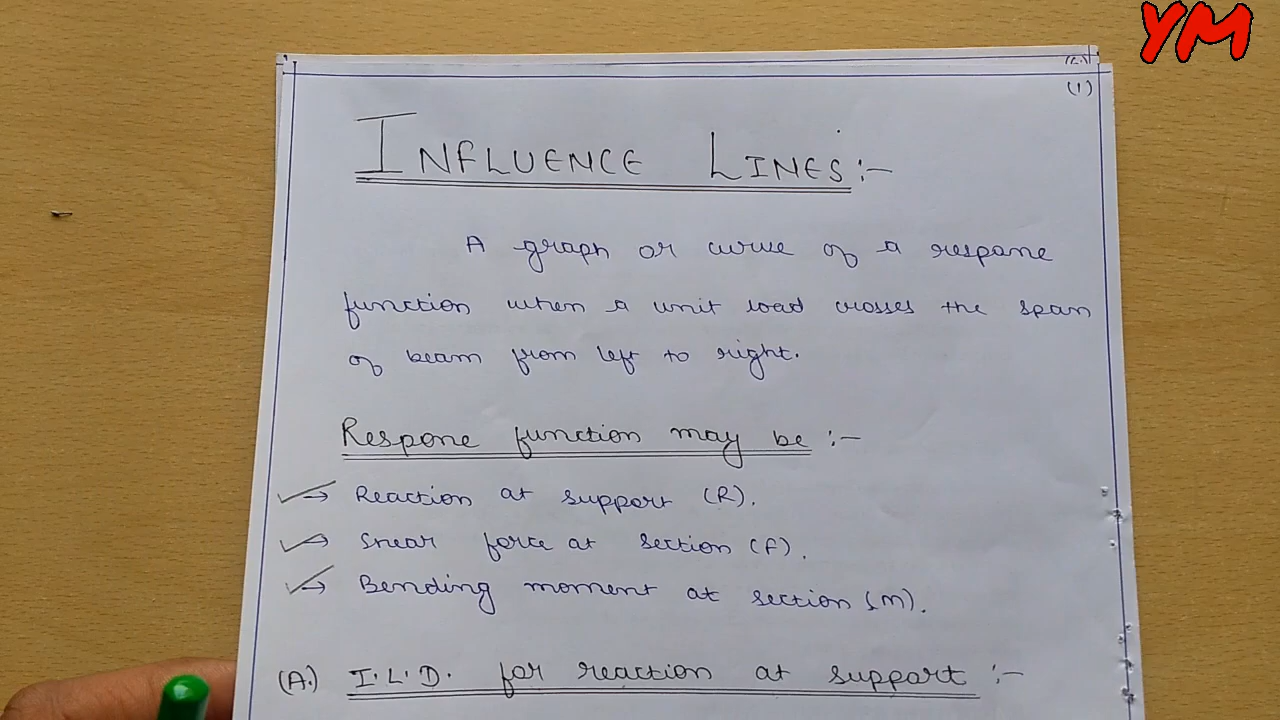 YM
(1)
INFLUENCE LINES:-
A graph or curve of a respone
function when a unit load crosses the span
of beam from left to right.
Respone function may be :-
→ Reaction at support (R).
→ Shear force at section (F).
→ Bending moment at section (M).
(A.) I.L.D. for reaction at support :-